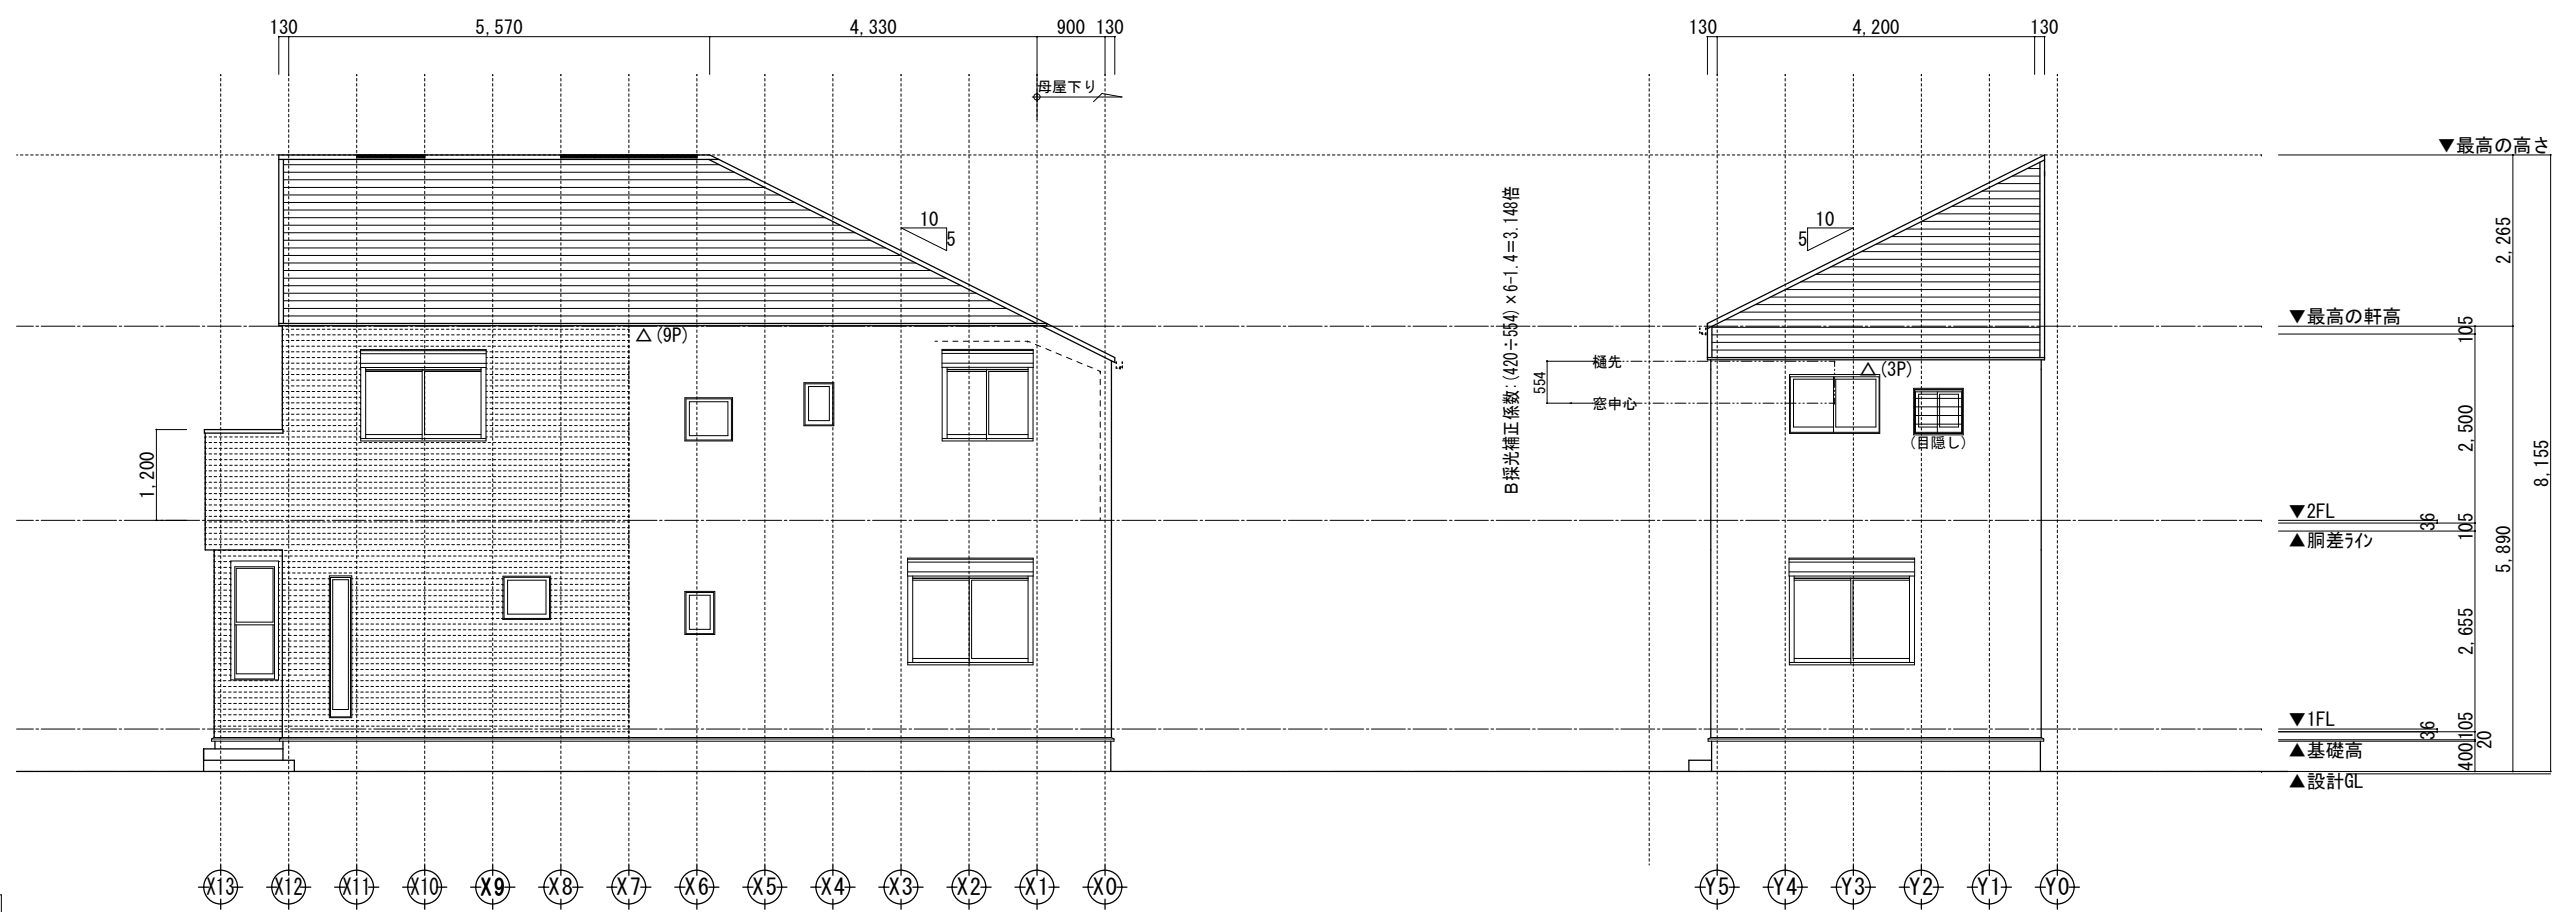 130 5,570 4,330 900 130
130 4,200 130
母屋下り
▼最高の高さ
10
5
10
5
B採光補正係数:(420÷554)×6-1.4=3.148倍
2,265
▼最高の軒高
105
△(9P)
樋先
554
窓中心
△(3P)
(目隠し)
1,200
2,500
8,155
▼2FL
36
105
▲胴差ライン
5,890
2,655
▼1FL
36
105
20
▲基礎高
400
▲設計GL
X13 X12 X11 X10 X9 X8 X7 X6 X5 X4 X3 X2 X1 X0
Y5 Y4 Y3 Y2 Y1 Y0